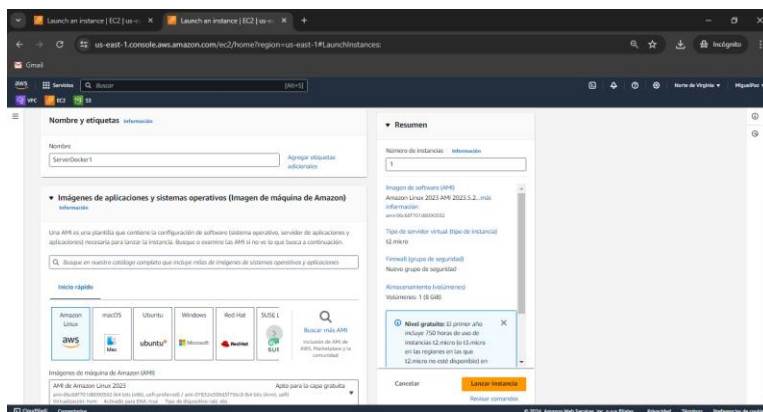 Launch an instance | EC2 | us-e
Launch an instance | EC2 | us-e
us-east-1.console.aws.amazon.com/ec2/home?region=us-east-1#LaunchInstances:
Incógnito
Gmail
aws
Servicios
Buscar
[Alt+S]
Norte de Virginia
VPC
EC2
S3
Nombre y etiquetas Información
Nombre
ServerDocker1
Agregar etiquetas
adicionales
Imágenes de aplicaciones y sistemas operativos (Imagen de máquina de Amazon)
Información
Una AMI es una plantilla que contiene la configuración de software (sistema operativo, servidor de aplicaciones y
aplicaciones) necesaria para lanzar la instancia. Busque o examine las AMI si no ve lo que busca a continuación.
Busque en nuestro catálogo completo que incluye miles de imágenes de sistemas operativos y aplicaciones
Inicio rápido
Amazon
Linux
aws
macOS
Mac
Ubuntu
ubuntu
Windows
Microsoft
Red Hat
Red Hat
SUSE L
SUS
Buscar más AMI
Inclusión de AMI de
AWS, Marketplace y la
comunidad
Imágenes de máquina de Amazon (AMI)
AMI de Amazon Linux 2023
Apto para la capa gratuita
Resumen
Número de instancias Información
1
Imagen de software (AMI)
Amazon Linux 2023 AMI 2023.5.2...más
información
Tipo de servidor virtual (tipo de instancia)
t2.micro
Firewall (grupo de seguridad)
Nuevo grupo de seguridad
Almacenamiento (volúmenes)
Volúmenes: 1 (8 GiB)
Nivel gratuito: El primer año
incluye 750 horas de uso de
instancias t2.micro (o t3.micro
en las regiones en las que
t2.micro no esté disponible) en
Cancelar
Lanzar instancia
Revisar comandos
CloudShell
Comentarios
Privacidad
Términos
Preferencias de cookies